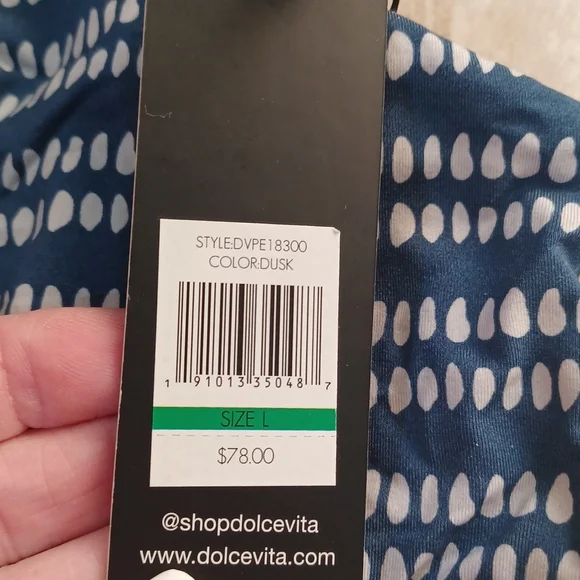 STYLE:DVPE18300
COLOR:DUSK
1 91013 35048 7
SIZE L
$78.00
@shopdolcevita
www.dolcevita.com